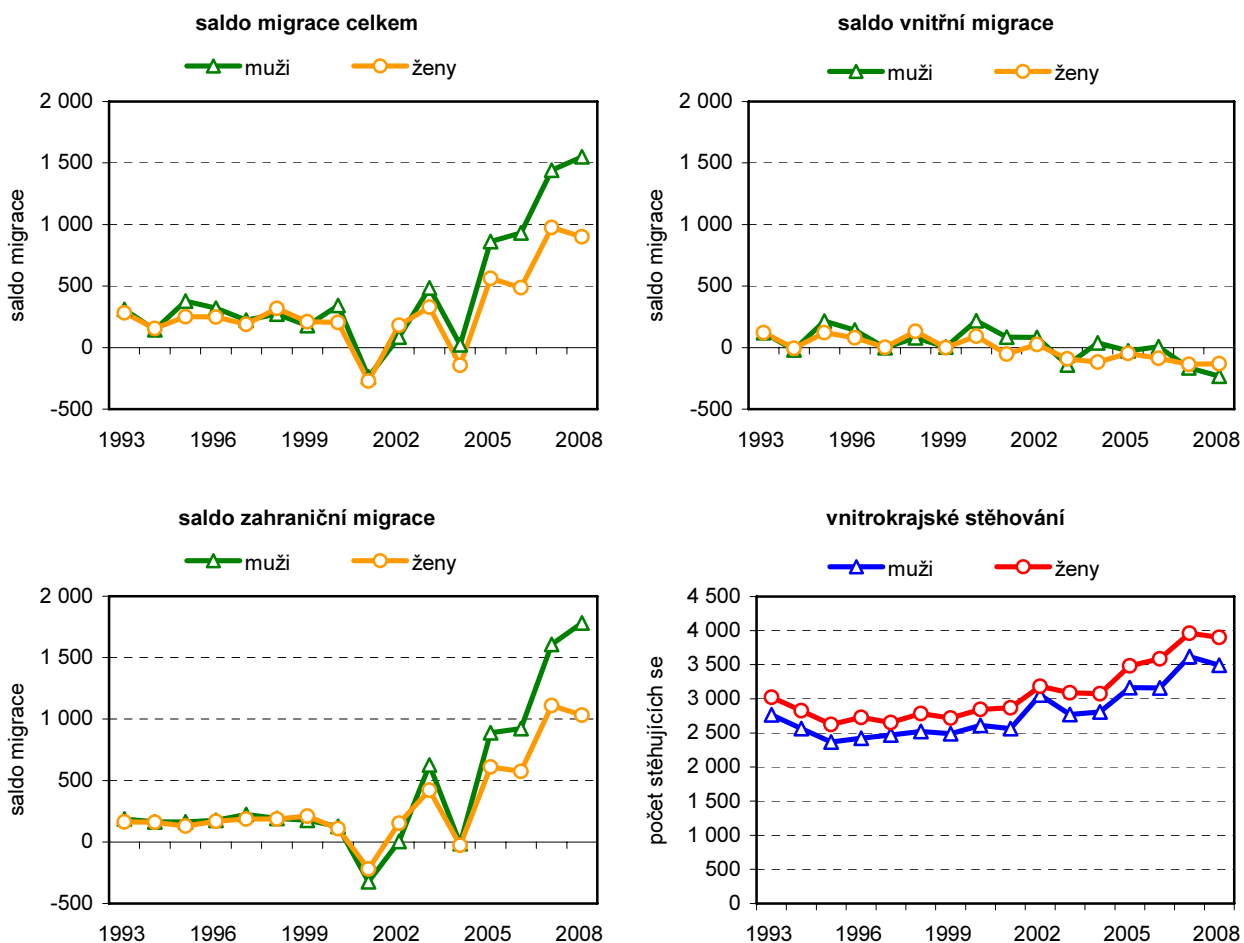 saldo migrace celkem
muži
ženy
saldo migrace
2 000
1 500
1 000
500
0
-500
1993 1996 1999 2002 2005 2008
saldo vnitřní migrace
muži
ženy
saldo migrace
2 000
1 500
1 000
500
0
-500
1993 1996 1999 2002 2005 2008
saldo zahraniční migrace
muži
ženy
saldo migrace
2 000
1 500
1 000
500
0
-500
1993 1996 1999 2002 2005 2008
vnitrokrajské stěhování
muži
ženy
počet stěhujících se
4 500
4 000
3 500
3 000
2 500
2 000
1 500
1 000
500
0
1993 1996 1999 2002 2005 2008